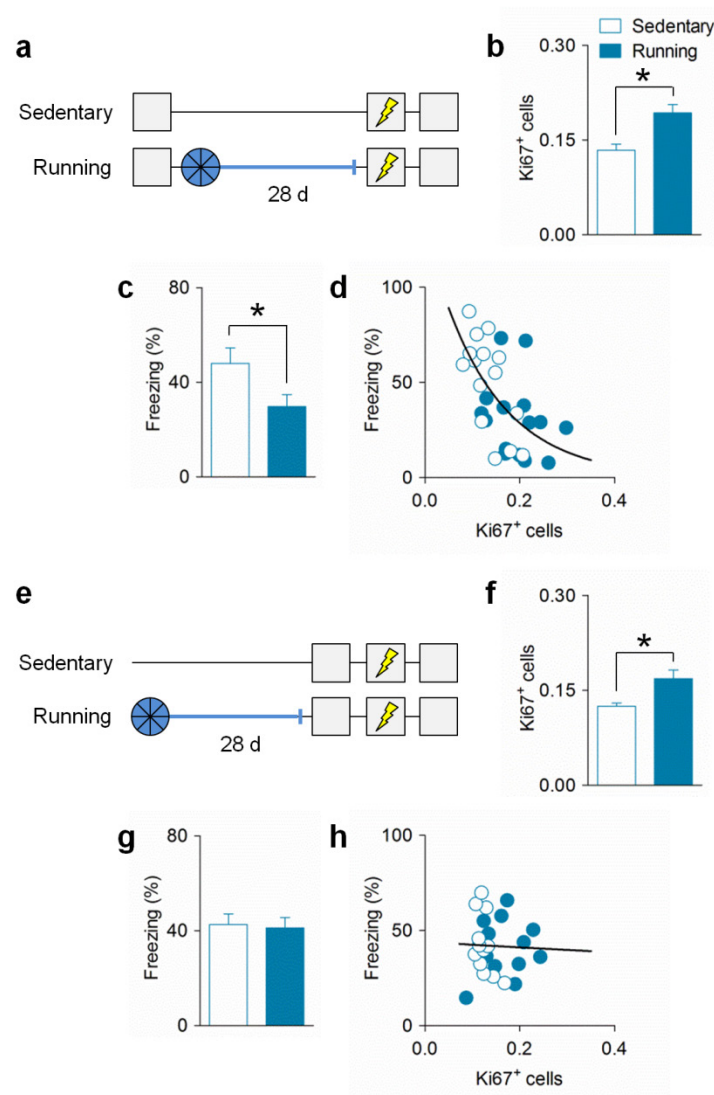 a
Sedentary
Running
28 d
b
Sedentary
Running
0.30
0.15
0.00
Ki67⁺ cells
*
c
80
40
0
Freezing (%)
*
d
100
50
0
Freezing (%)
0.0 0.2 0.4
Ki67⁺ cells
e
Sedentary
Running
28 d
f
0.30
0.15
0.00
Ki67⁺ cells
*
g
80
40
0
Freezing (%)
h
100
50
0
Freezing (%)
0.0 0.2 0.4
Ki67⁺ cells